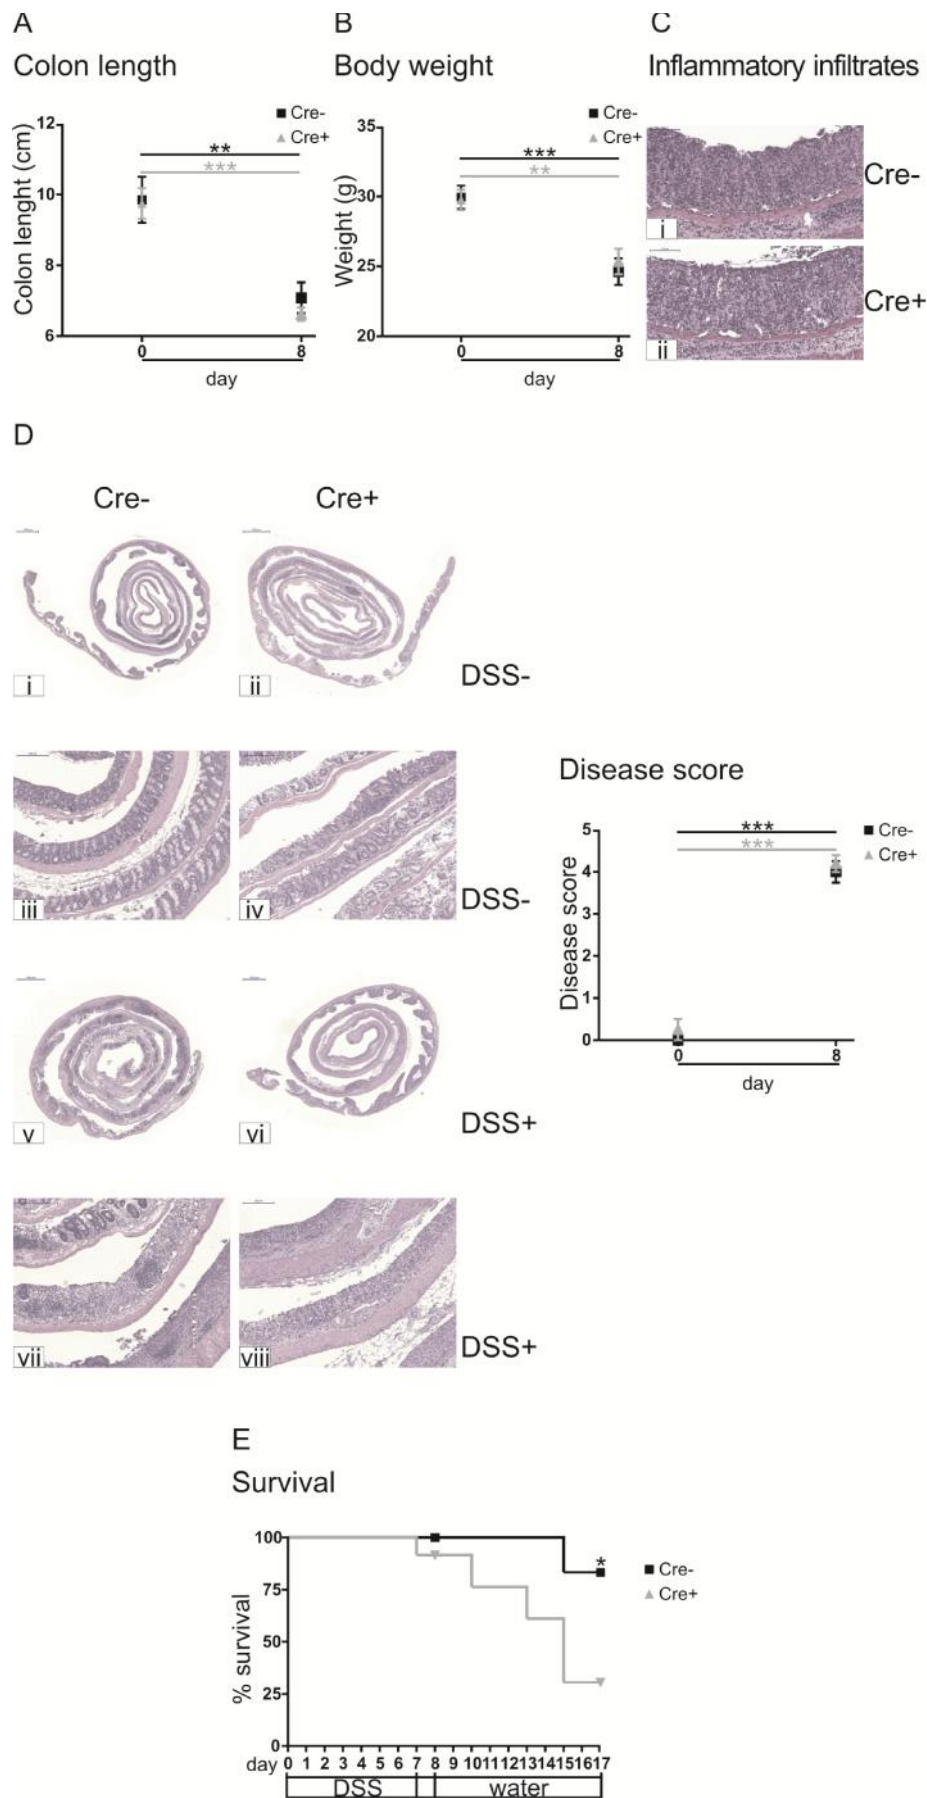 A
Colon length
Cre-
Cre+
Colon lenght (cm)
12
10
8
6
**
***
0
8
day
B
Body weight
Cre-
Cre+
Weight (g)
35
30
25
20
***
**
0
8
day
C
Inflammatory infiltrates
i
Cre-
ii
Cre+
D
Cre-
Cre+
i
ii
DSS-
iii
iv
DSS-
v
vi
DSS+
vii
viii
DSS+
Disease score
Cre-
Cre+
Disease score
5
4
3
2
1
0
***
***
0
8
day
E
Survival
Cre-
Cre+
% survival
100
75
50
25
0
*
day 0 1 2 3 4 5 6 7 8 9 10 11 12 13 14 15 16 17
DSS
water